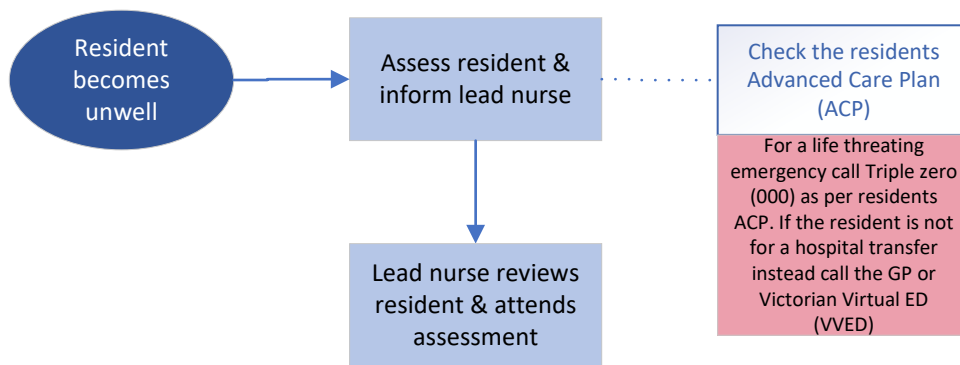 Resident
becomes
unwell
Assess resident &
inform lead nurse
Check the residents
Advanced Care Plan
(ACP)
For a life threating
emergency call Triple zero
(000) as per residents
ACP. If the resident is not
for a hospital transfer
instead call the GP or
Victorian Virtual ED
(VVED)
Lead nurse reviews
resident & attends
assessment